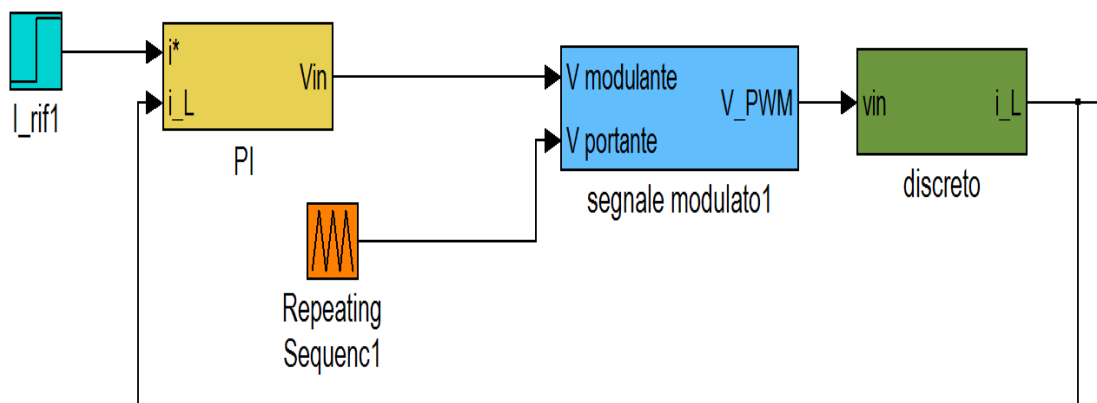 I_rif1
i*
i_L
Vin
PI
Repeating
Sequenc1
V modulante
V portante
V_PWM
segnale modulato1
vin
i_L
discreto